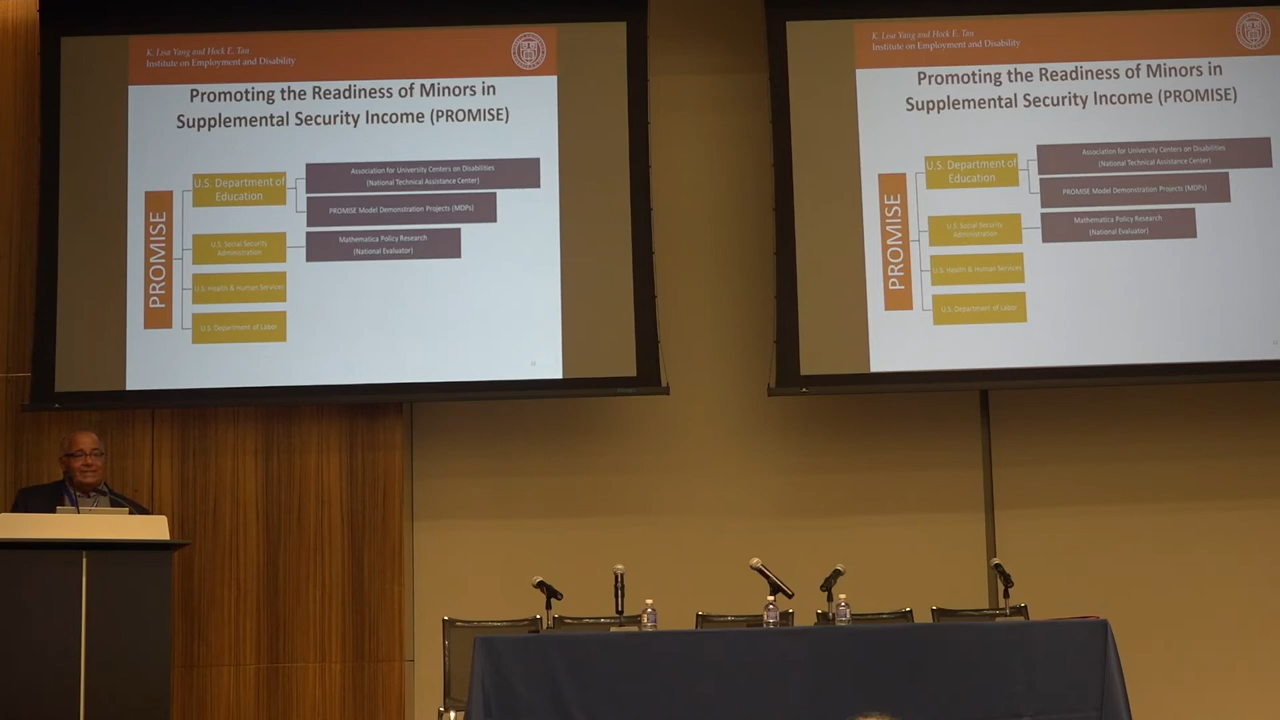 K. Lisa Yang and Hock E. Tan
Institute on Employment and Disability
Promoting the Readiness of Minors in
Supplemental Security Income (PROMISE)
PROMISE
U.S. Department of
Education
Association for University Centers on Disabilities
(National Technical Assistance Center)
PROMISE Model Demonstration Projects (MDPs)
U.S. Social Security
Administration
Mathematica Policy Research
(National Evaluator)
U.S. Health & Human Services
U.S. Department of Labor
K. Lisa Yang and Hock E. Tan
Institute on Employment and Disability
Promoting the Readiness of Minors in
Supplemental Security Income (PROMISE)
PROMISE
U.S. Department of
Education
Association for University Centers on Disabilities
(National Technical Assistance Center)
PROMISE Model Demonstration Projects (MDPs)
U.S. Social Security
Administration
Mathematica Policy Research
(National Evaluator)
U.S. Health & Human Services
U.S. Department of Labor